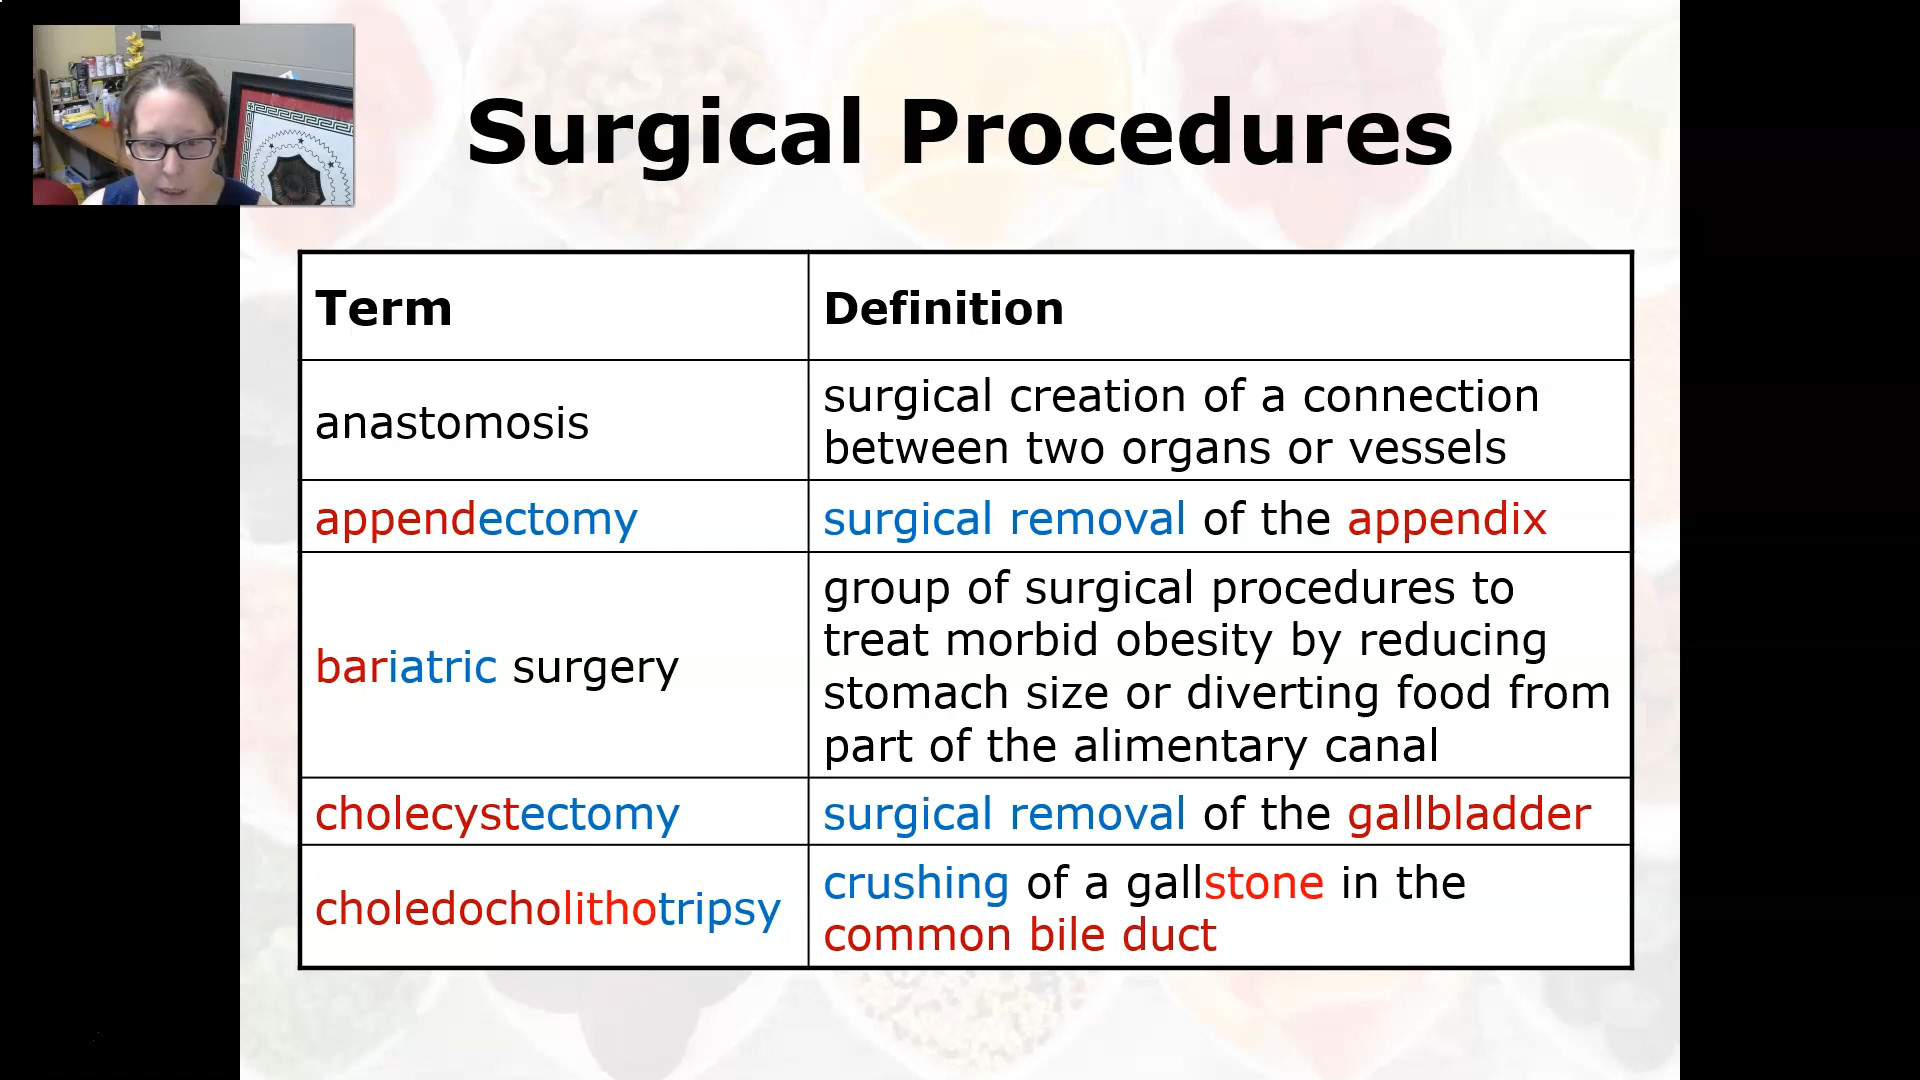 Surgical Procedures
Term
Definition
anastomosis
surgical creation of a connection
between two organs or vessels
appendectomy
surgical removal of the appendix
bariatric surgery
group of surgical procedures to
treat morbid obesity by reducing
stomach size or diverting food from
part of the alimentary canal
cholecystectomy
surgical removal of the gallbladder
choledocholithotripsy
crushing of a gallstone in the
common bile duct